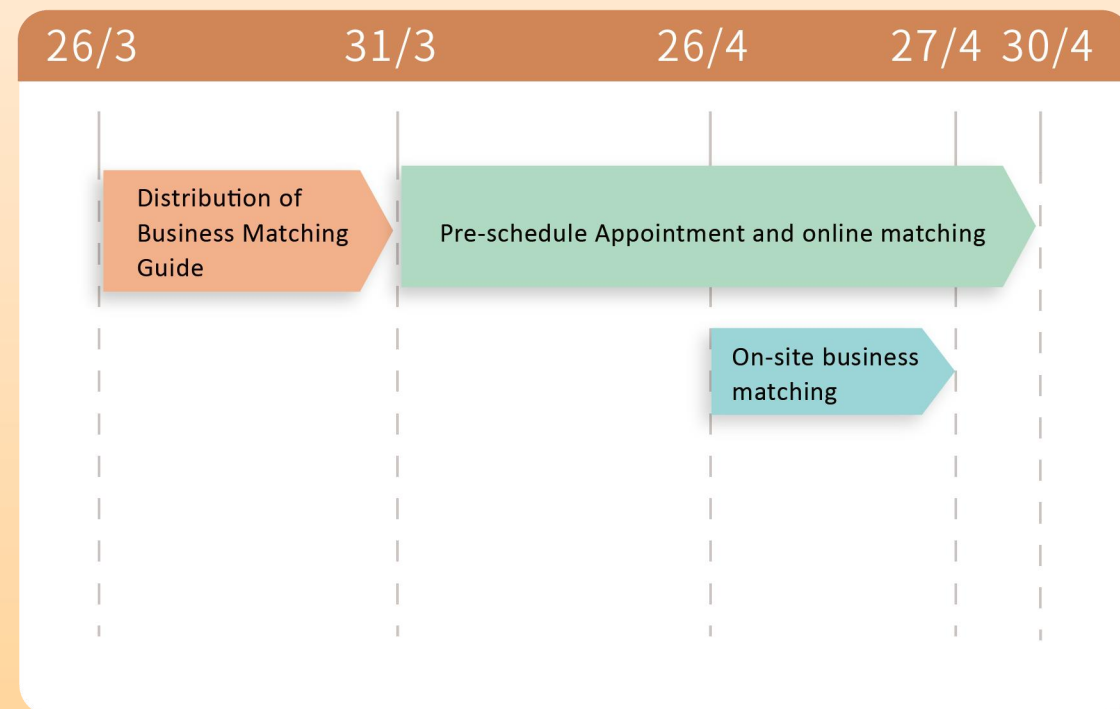 26/3 31/3 26/4 27/4 30/4
Distribution of
Business Matching
Guide
Pre-schedule Appointment and online matching
On-site business
matching